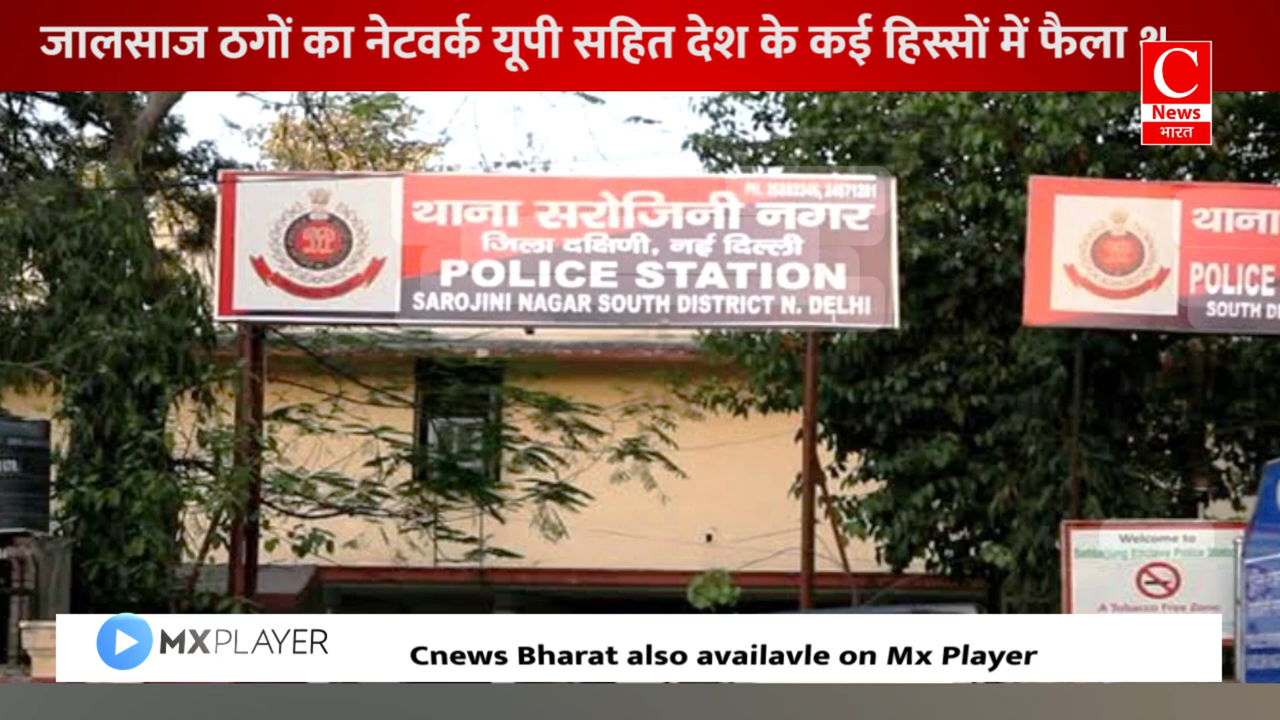 जालसाज ठगों का नेटवर्क यूपी सहित देश के कई हिस्सों में फैला
C
News
भारत
थाना सरोजिनी नगर
जिला दक्षिणी, नई दिल्ली
POLICE STATION
SAROJINI NAGAR SOUTH DISTRICT N. DELHI
थाना
POLICE
SOUTH
Welcome to
A Tobacco Free Zone
MXPLAYER
Cnews Bharat also availavle on Mx Player